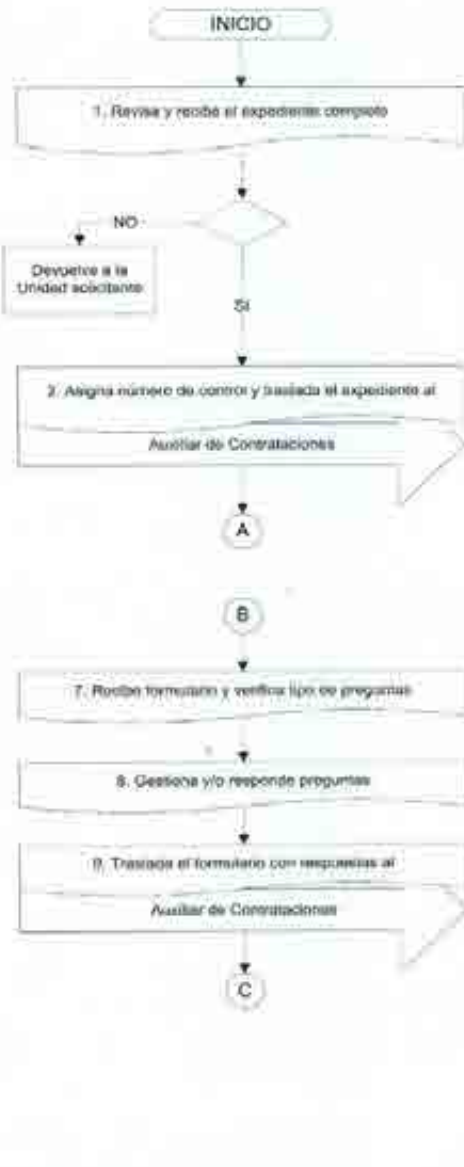 INICIO
1. Revisa y recibe el expediente completo
NO
Devuelve a la
Unidad solicitante
SI
2. Asigna número de control y traslada el expediente al
Auxiliar de Contrataciones
A
B
7. Recibe formulario y verifica tipo de preguntas
8. Gestiona y/o responde preguntas
9. Traslada el formulario con respuestas al
Auxiliar de Contrataciones
C